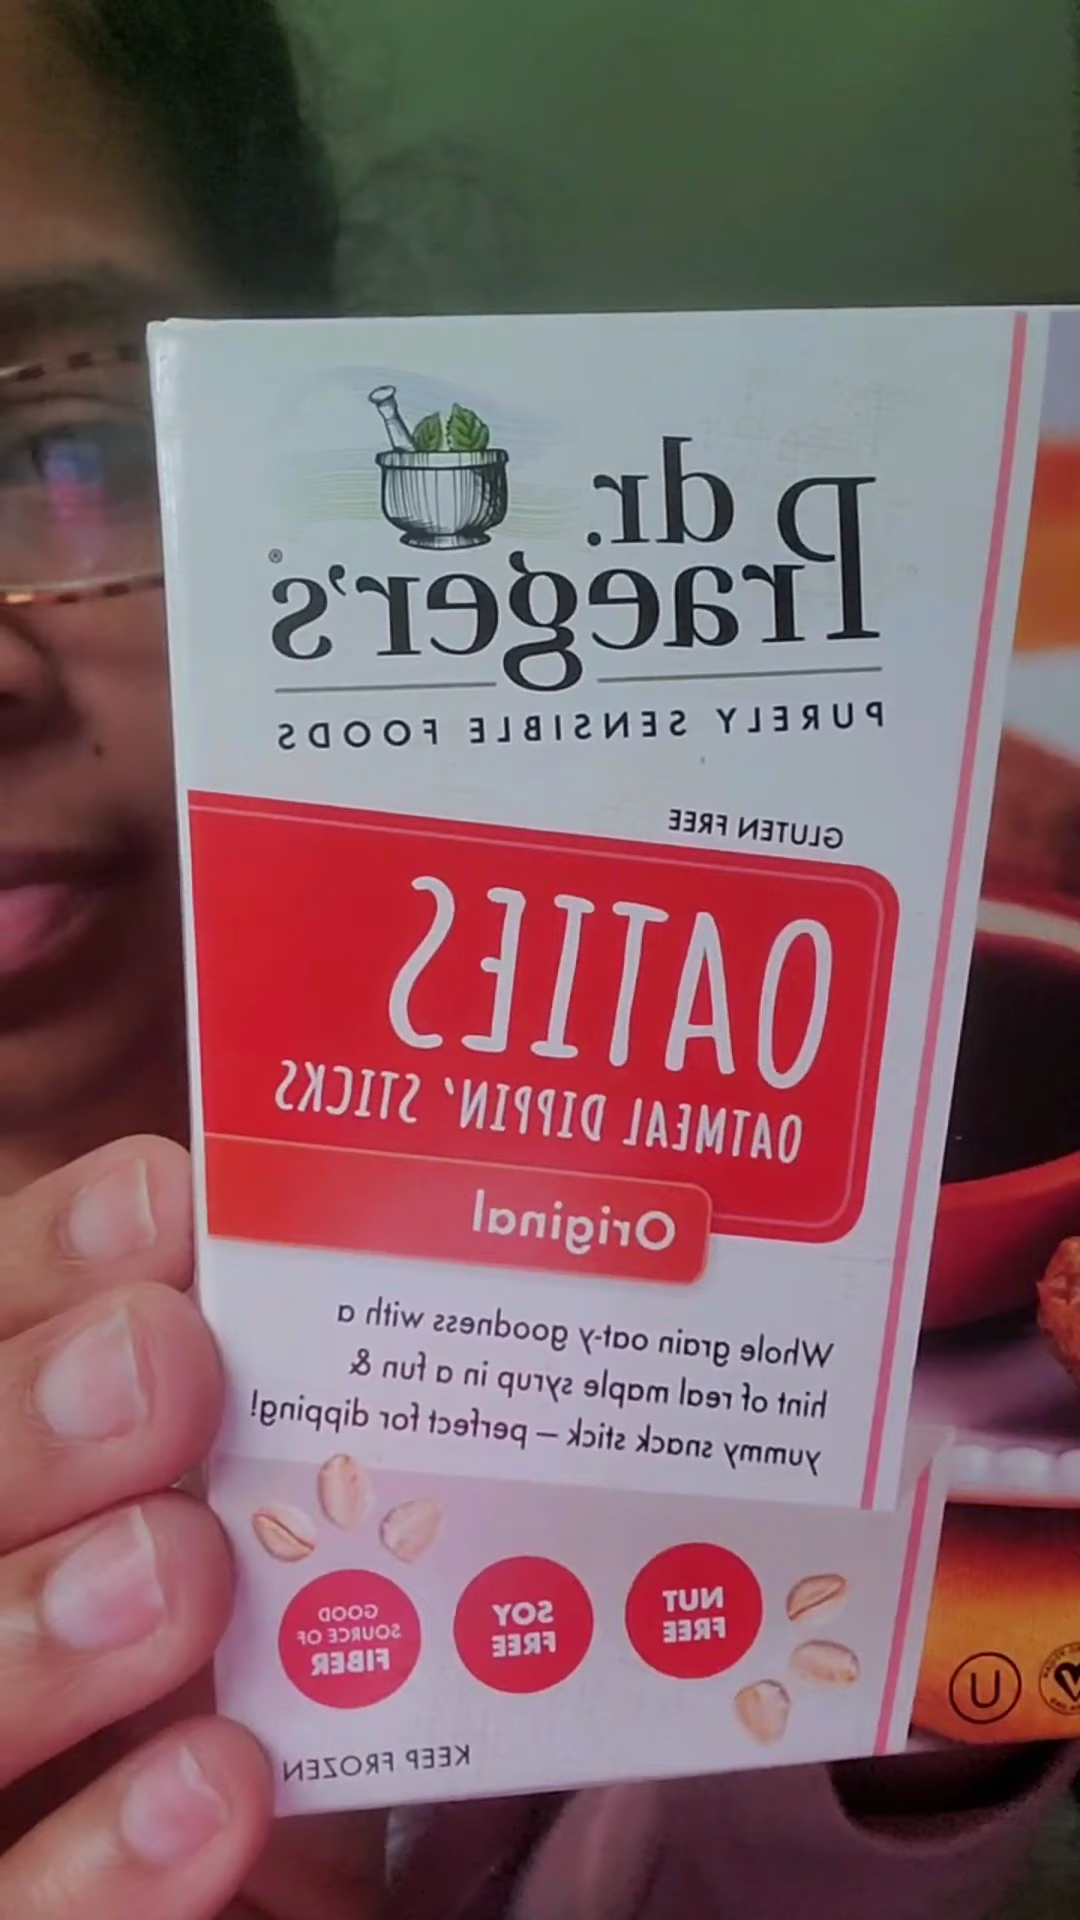 dr.
Praeger's®
PURELY SENSIBLE FOODS
GLUTEN FREE
OATIES
OATMEAL DIPPIN' STICKS
Original
Whole grain oat-y goodness with a
hint of real maple syrup in a fun &
yummy snack stick – perfect for dipping!
NUT
FREE
SOY
FREE
GOOD
SOURCE OF
FIBER
KEEP FROZEN
U
V